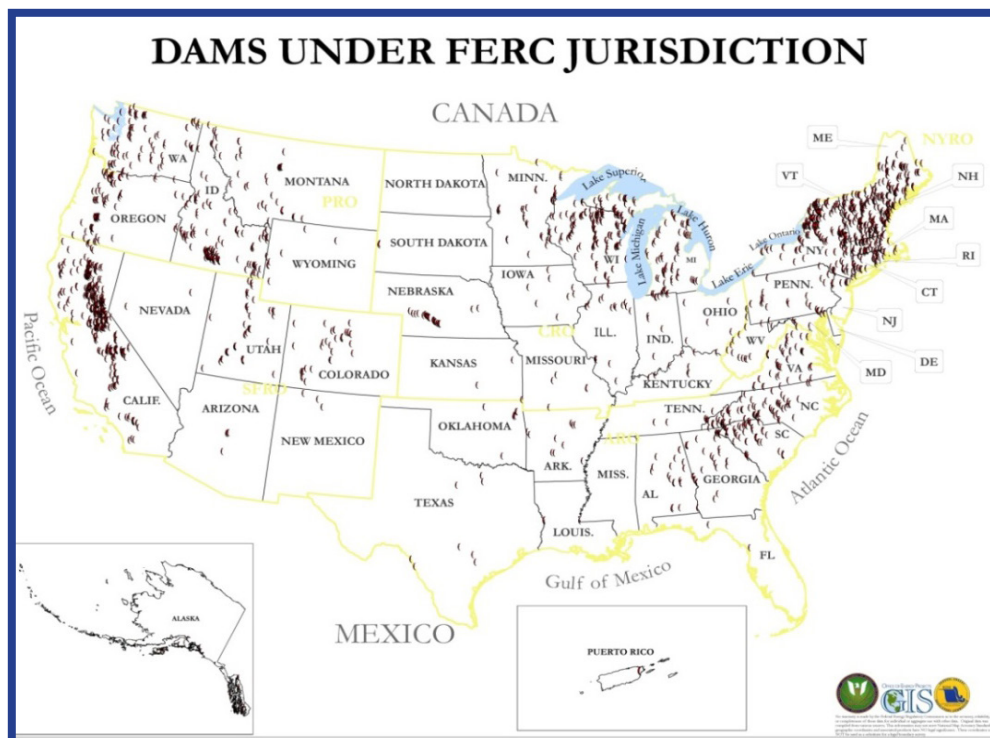 DAMS UNDER FERC JURISDICTION
CANADA
ME
NYRO
VT
NH
WA
MONTANA
NORTH DAKOTA
MINN.
Lake Superior
ID
PRO
Lake Huron
MA
OREGON
SOUTH DAKOTA
WI
Lake Michigan
MI
Lake Ontario
NY
RI
WYOMING
Lake Erie
IOWA
CT
NEBRASKA
PENN.
NEVADA
OHIO
NJ
Pacific Ocean
UTAH
CRO
ILL.
IND.
WV
DE
COLORADO
KANSAS
MISSOURI
VA
MD
SFRO
KENTUCKY
CALIF.
ARIZONA
TENN.
NC
OKLAHOMA
ARO
SC
NEW MEXICO
ARK.
MISS.
AL
GEORGIA
Atlantic Ocean
TEXAS
LOUIS.
FL
Gulf of Mexico
ALASKA
MEXICO
PUERTO RICO
GIS